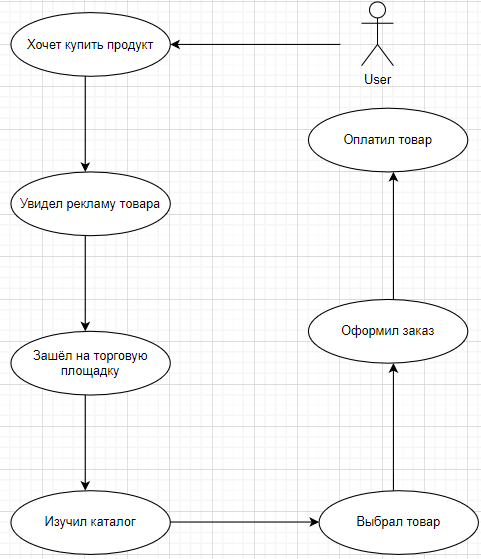 Хочет купить продукт
User
Оплатил товар
Увидел рекламу товара
Оформил заказ
Зашёл на торговую
площадку
Изучил каталог
Выбрал товар